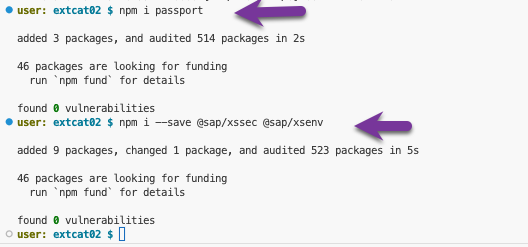 user: extcat02 $ npm i passport
added 3 packages, and audited 514 packages in 2s
46 packages are looking for funding
run `npm fund` for details
found 0 vulnerabilities
user: extcat02 $ npm i --save @sap/xssec @sap/xsenv
added 9 packages, changed 1 package, and audited 523 packages in 5s
46 packages are looking for funding
run `npm fund` for details
found 0 vulnerabilities
user: extcat02 $